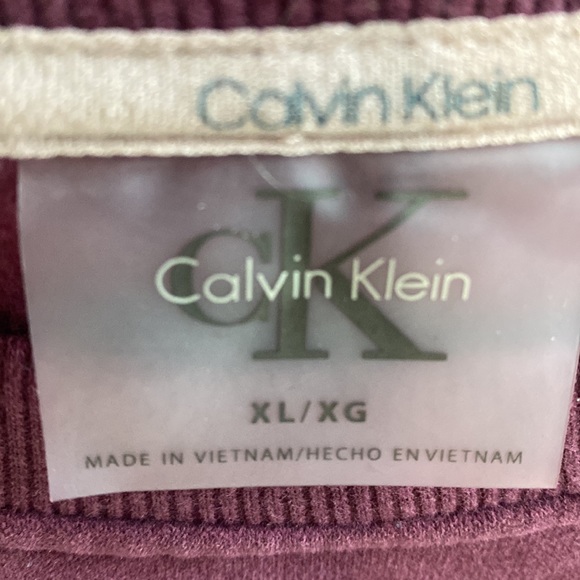 Calvin Klein
cK
Calvin Klein
XL/XG
MADE IN VIETNAM/HECHO EN VIETNAM